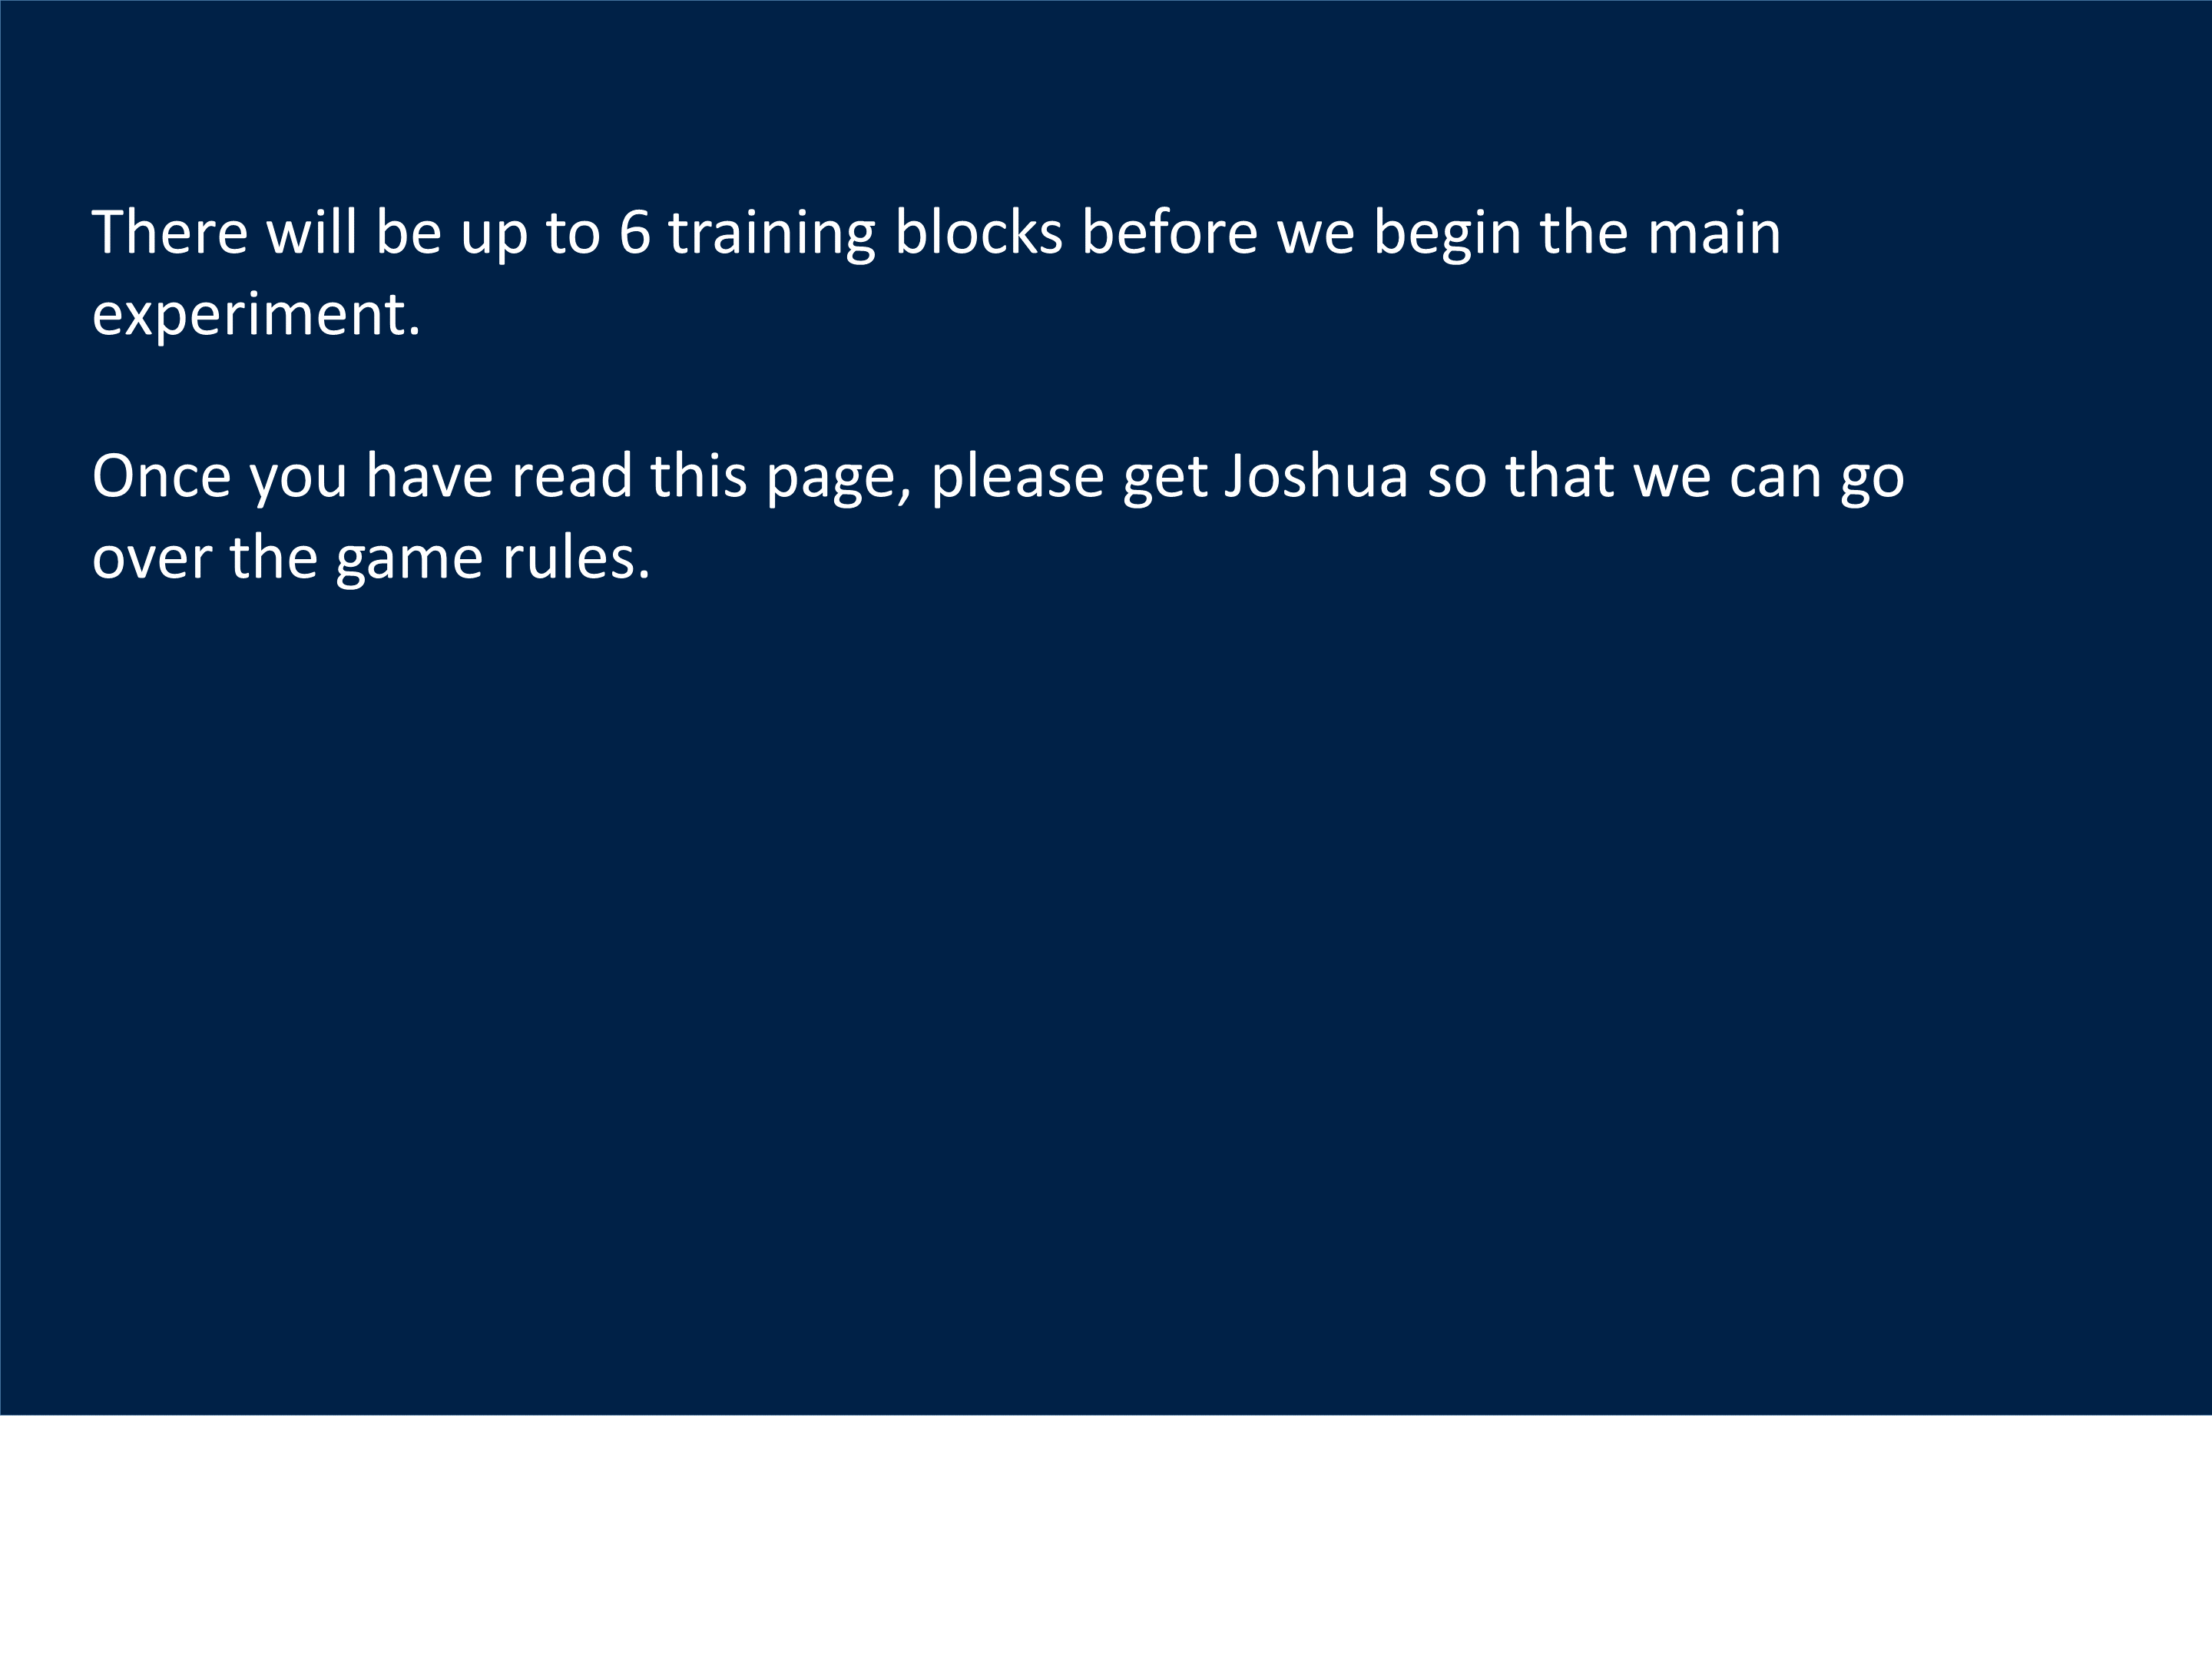 There will be up to 6 training blocks before we begin the main
experiment.
Once you have read this page, please get Joshua so that we can go
over the game rules.